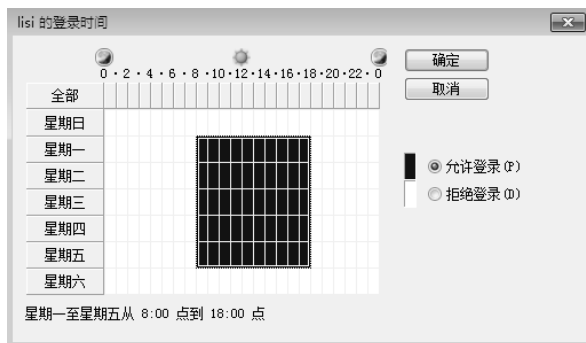 lisi 的登录时间
0 · 2 · 4 · 6 · 8 · 10 · 12 · 14 · 16 · 18 · 20 · 22 · 0
确定
全部
取消
星期日
星期一
星期二
允许登录(P)
星期三
拒绝登录(D)
星期四
星期五
星期六
星期一至星期五从 8:00 点到 18:00 点